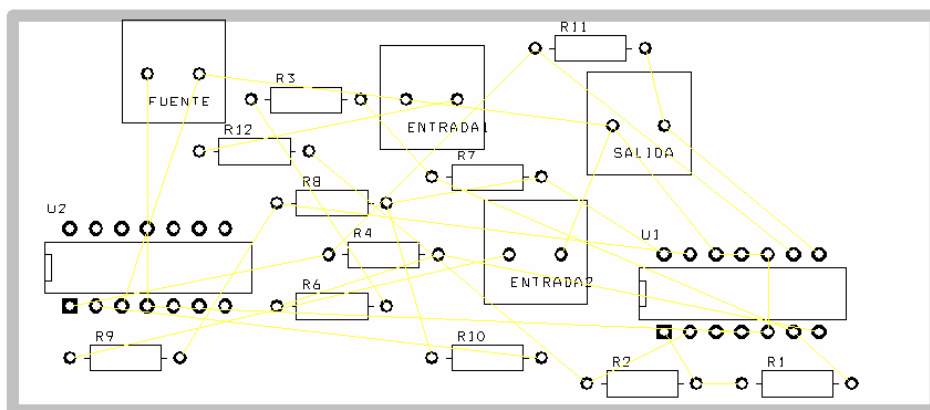 R11
R3
FUENTE
ENTRADA1
R12
R7
SALIDA
R8
U2
R4
U1
ENTRADA2
R6
R9
R10
R2
R1